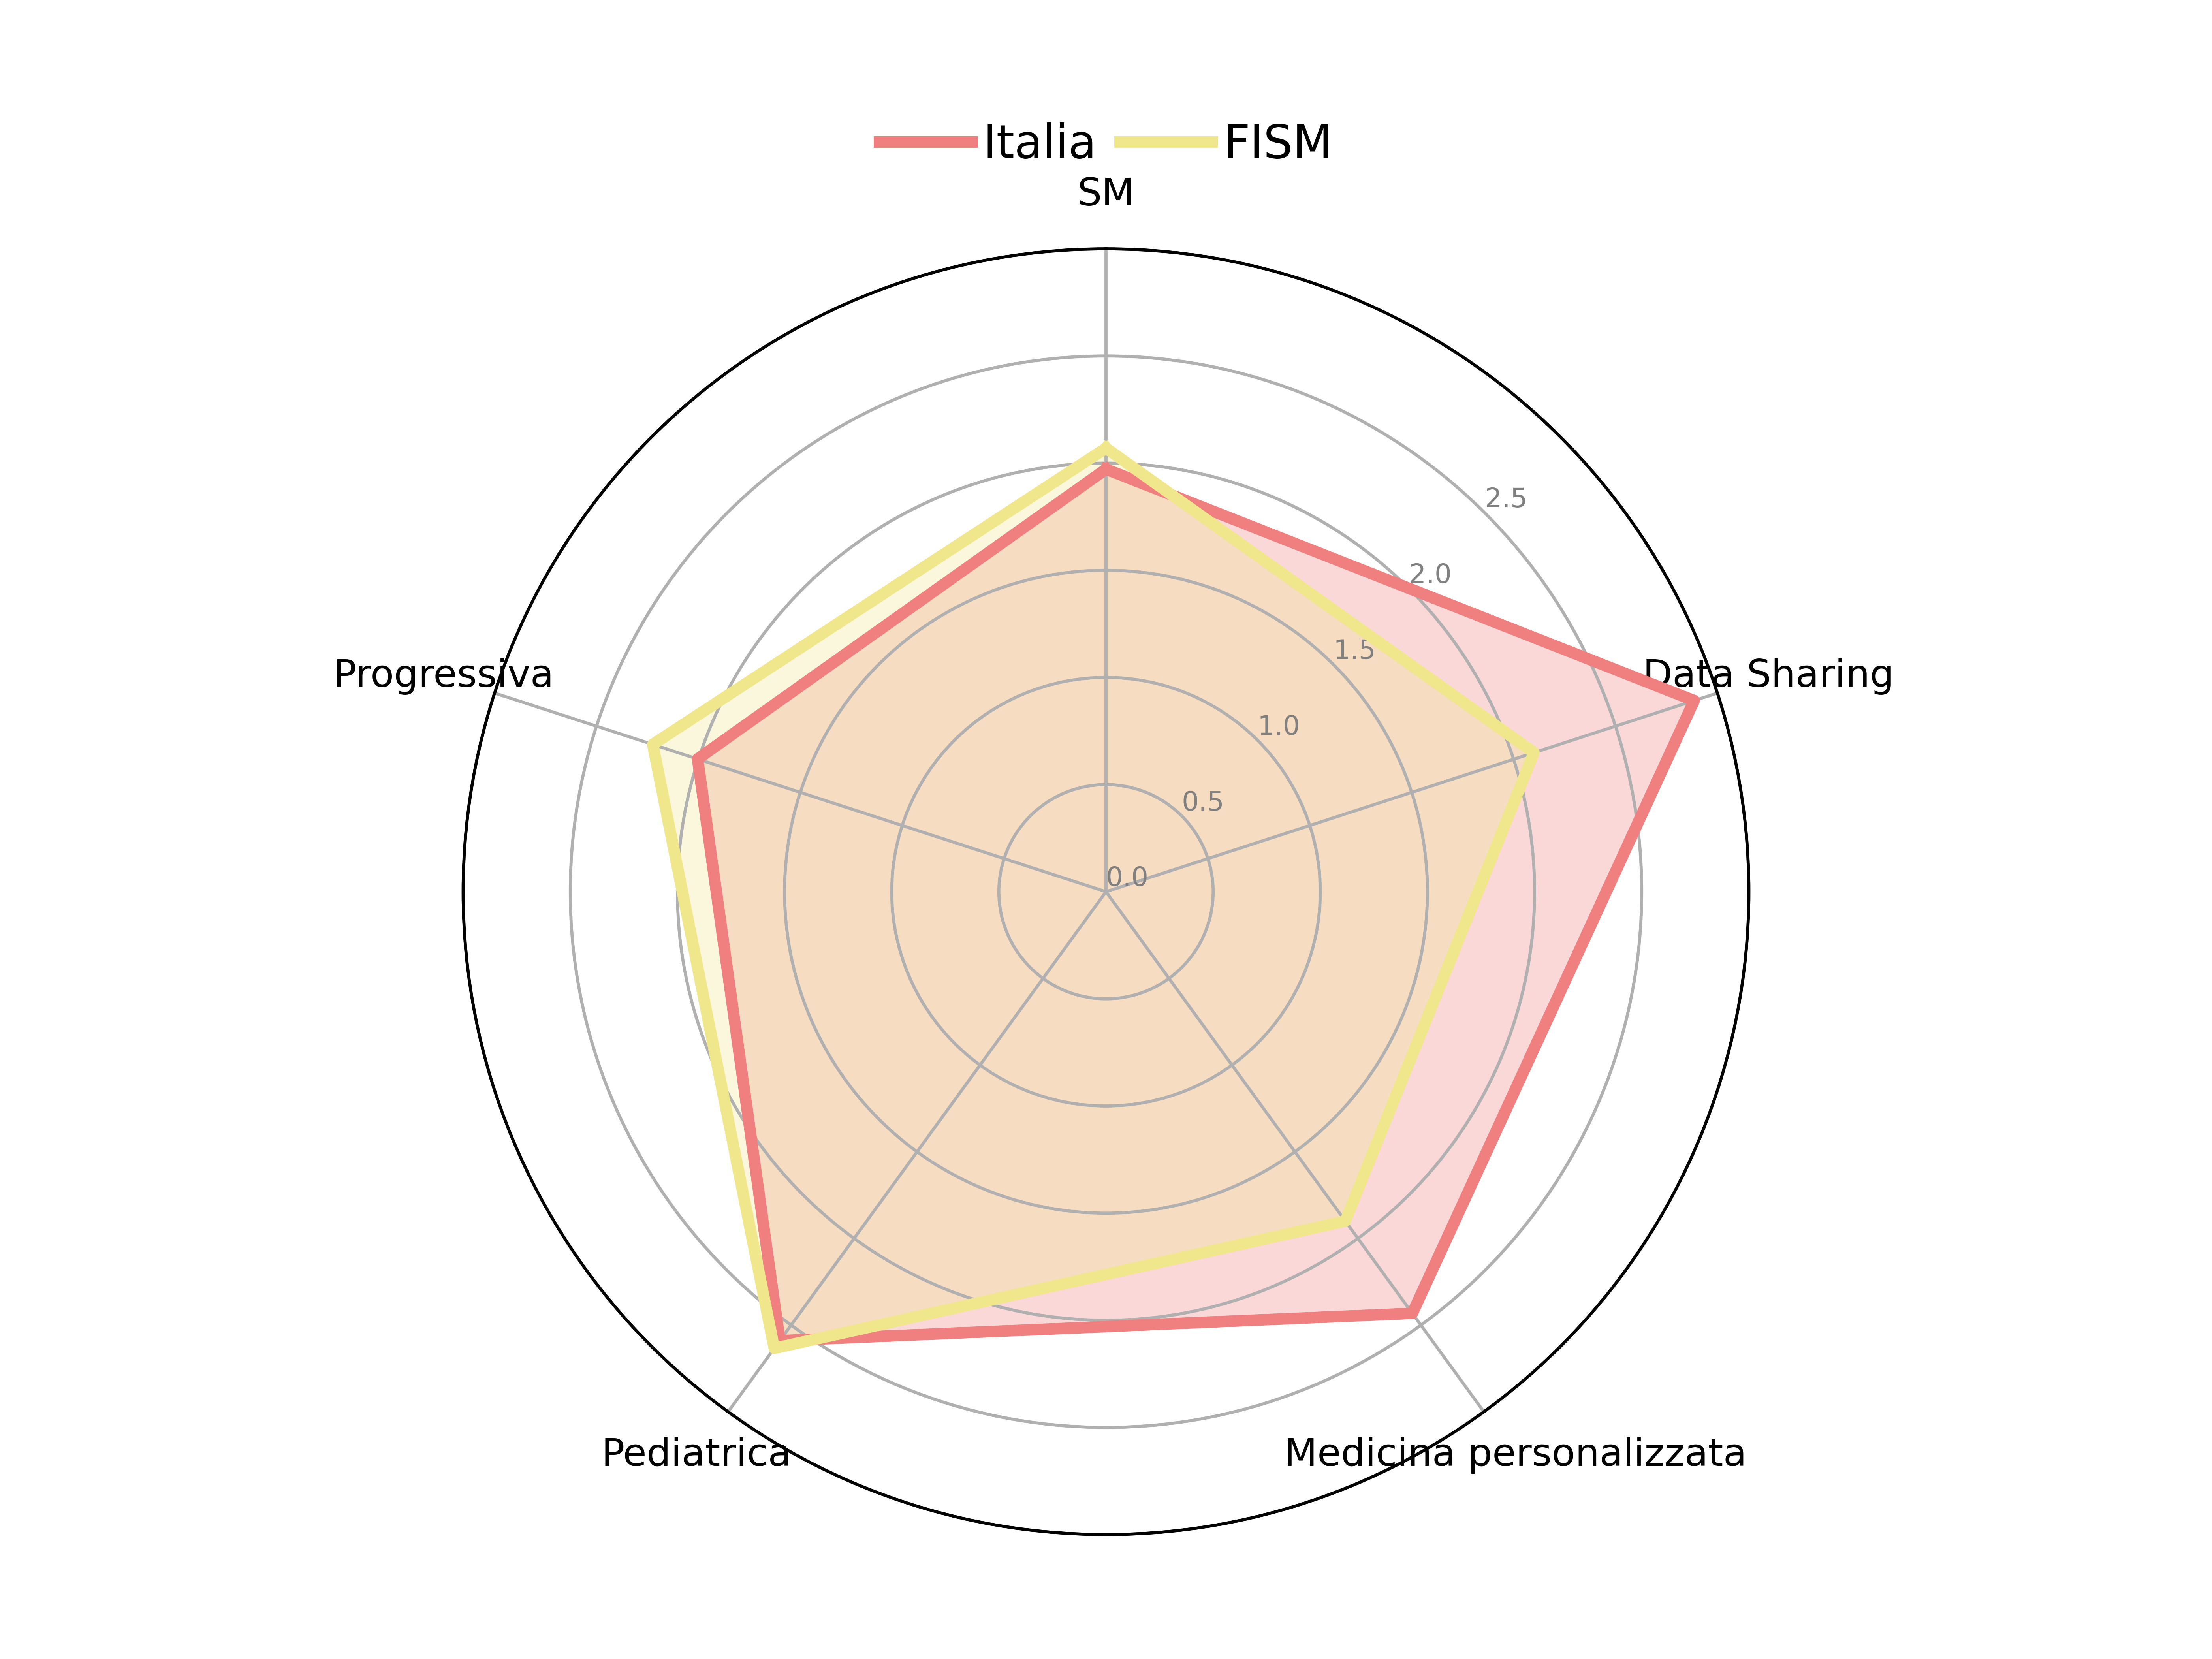 Italia FISM
SM
2.5
2.0
1.5
Progressiva
Data Sharing
1.0
0.5
0.0
Pediatrica
Medicina personalizzata